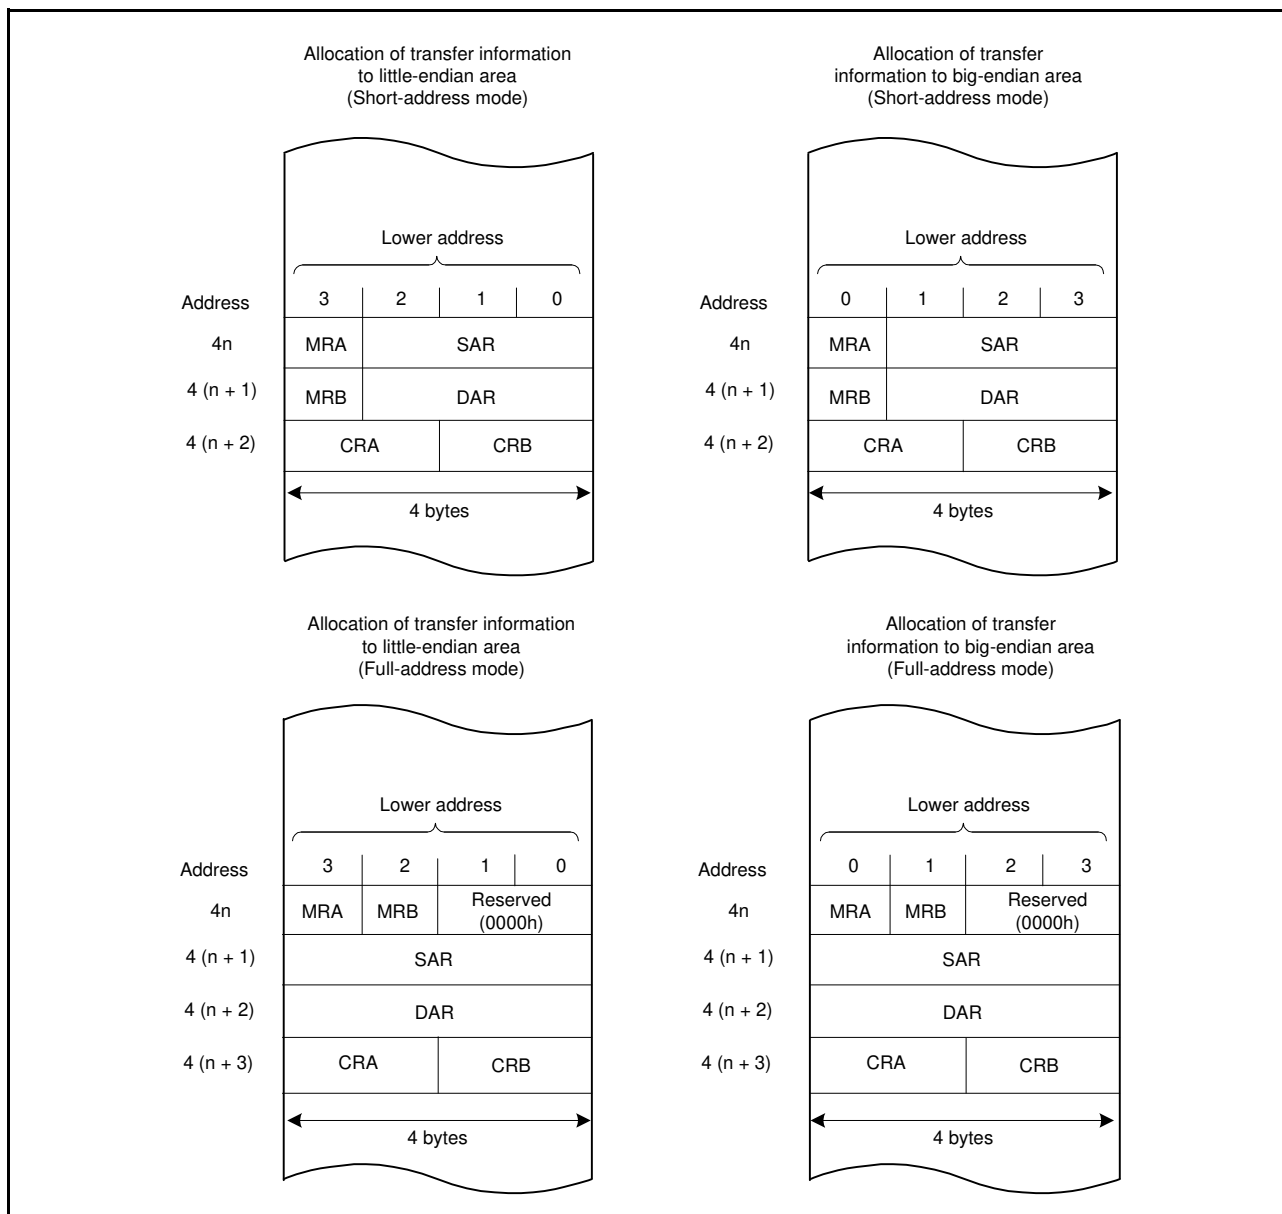 Allocation of transfer information
to little-endian area
(Short-address mode)
Lower address
Address 3 2 1 0
4n MRA SAR
4 (n + 1) MRB DAR
4 (n + 2) CRA CRB
4 bytes
Allocation of transfer
information to big-endian area
(Short-address mode)
Lower address
Address 0 1 2 3
4n MRA SAR
4 (n + 1) MRB DAR
4 (n + 2) CRA CRB
4 bytes
Allocation of transfer information
to little-endian area
(Full-address mode)
Lower address
Address 3 2 1 0
4n MRA MRB Reserved
(0000h)
4 (n + 1) SAR
4 (n + 2) DAR
4 (n + 3) CRA CRB
4 bytes
Allocation of transfer
information to big-endian area
(Full-address mode)
Lower address
Address 0 1 2 3
4n MRA MRB Reserved
(0000h)
4 (n + 1) SAR
4 (n + 2) DAR
4 (n + 3) CRA CRB
4 bytes